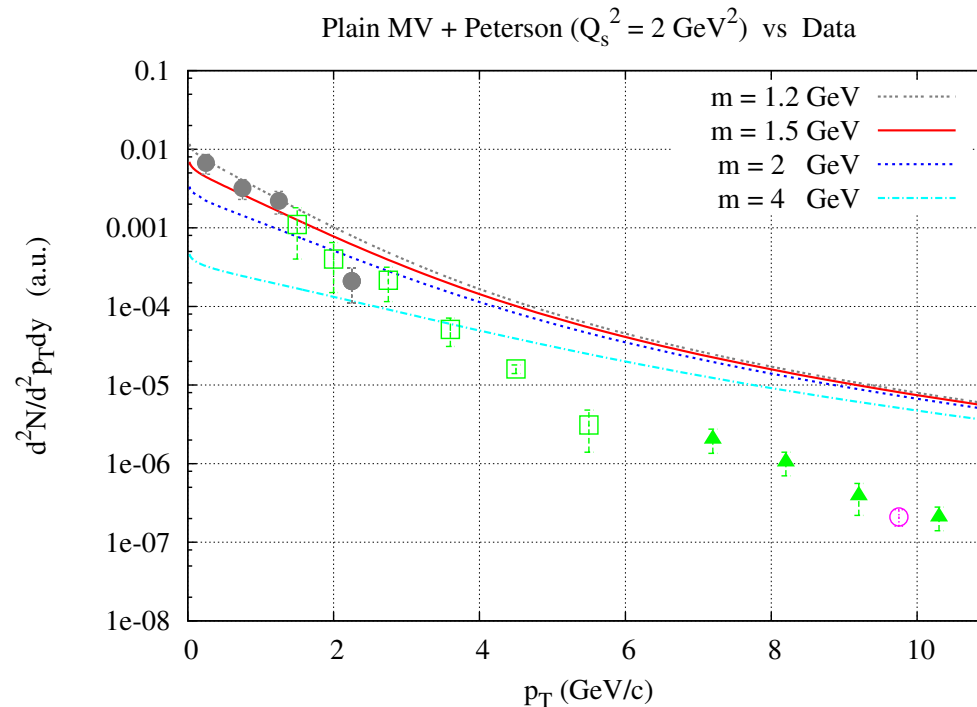 Plain MV + Peterson (Q_s^2 = 2 GeV^2) vs Data
m = 1.2 GeV
m = 1.5 GeV
m = 2 GeV
m = 4 GeV
0.1
0.01
0.001
1e-04
1e-05
1e-06
1e-07
1e-08
d^2N/d^2p_Tdy (a.u.)
0 2 4 6 8 10
p_T (GeV/c)